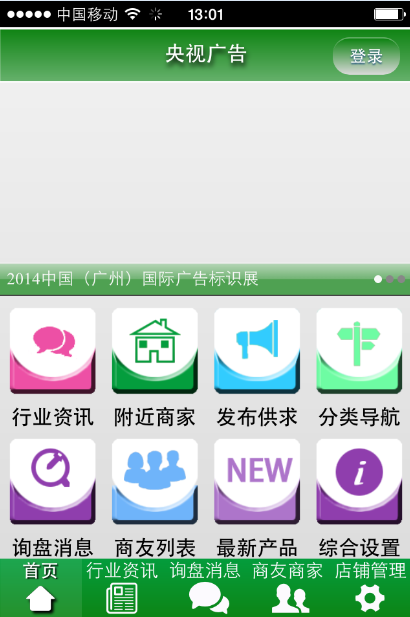 中国移动 13:01
央视广告 登录
2014中国（广州）国际广告标识展
行业资讯 附近商家 发布供求 分类导航
NEW
询盘消息 商友列表 最新产品 综合设置
首页 行业资讯 询盘消息 商友商家 店铺管理